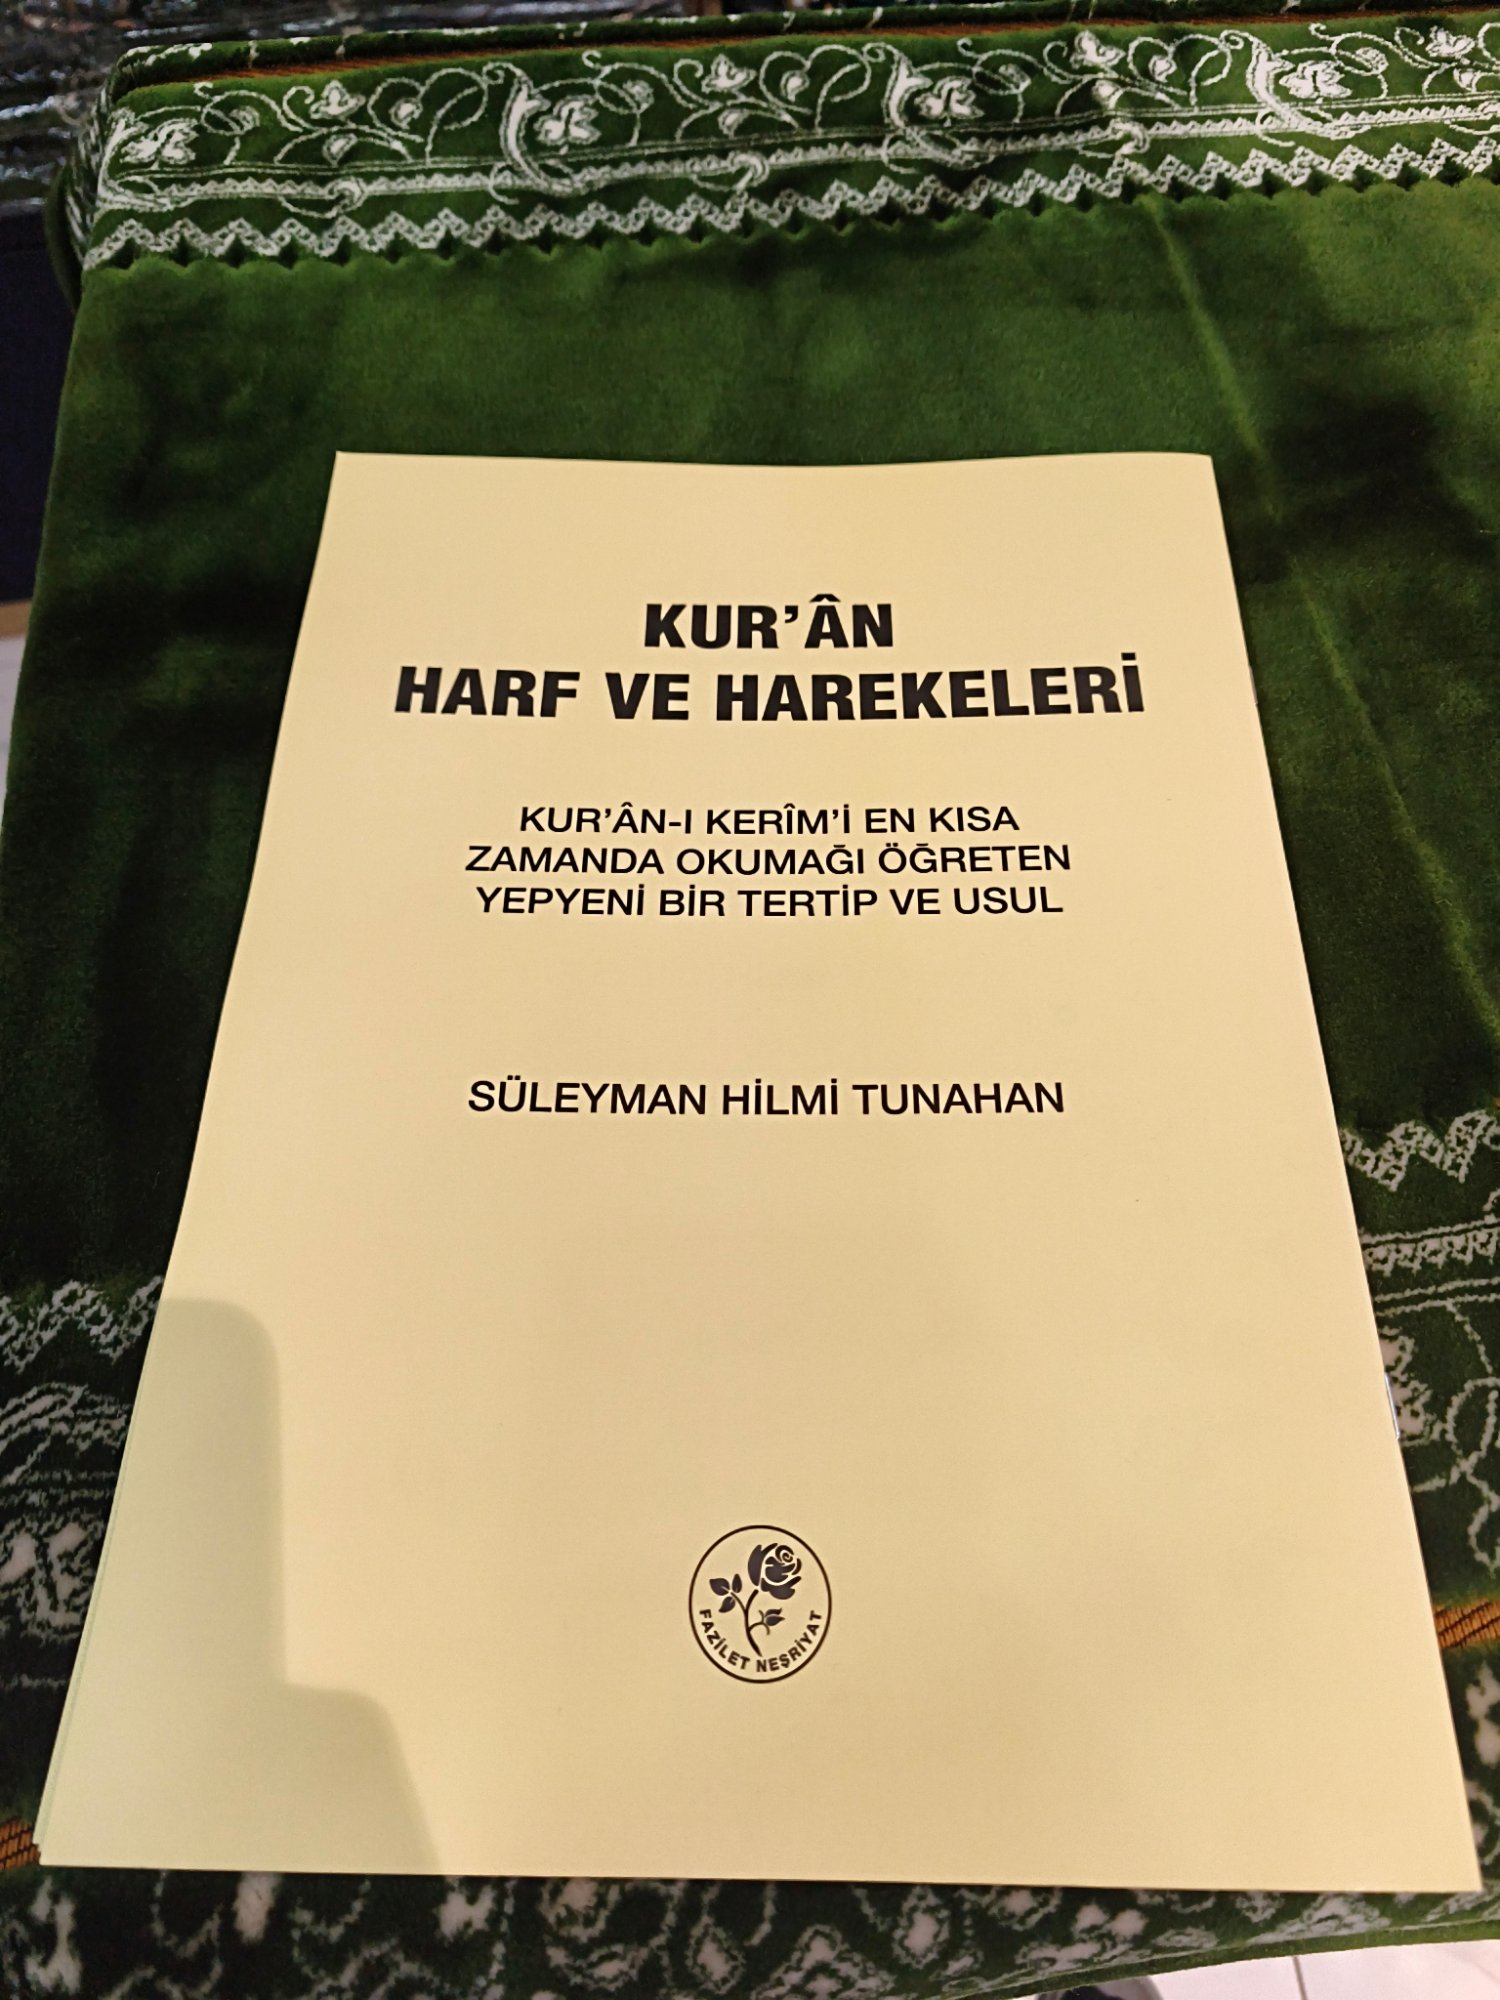 KUR’ÂN
HARF VE HAREKELERİ
KUR’ÂN-I KERÎM’İ EN KISA
ZAMANDA OKUMAĞI ÖĞRETEN
YEPYENİ BİR TERTİP VE USUL
SÜLEYMAN HİLMİ TUNAHAN
FAZİLET NEŞRİYAT